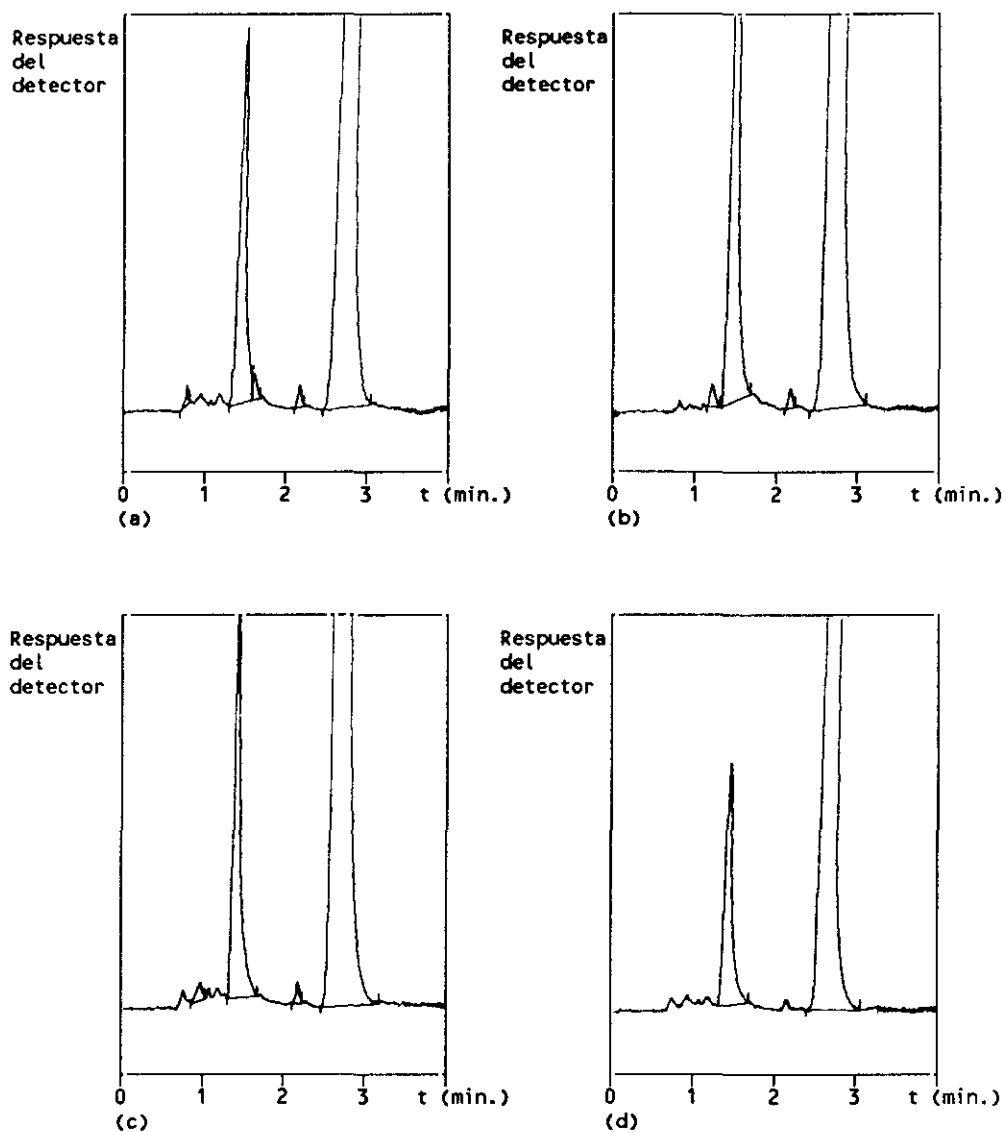 Respuesta
del
detector
0 1 2 3 t (min.)
(a)
Respuesta
del
detector
0 1 2 3 t (min.)
(b)
Respuesta
del
detector
0 1 2 3 t (min.)
(c)
Respuesta
del
detector
0 1 2 3 t (min.)
(d)